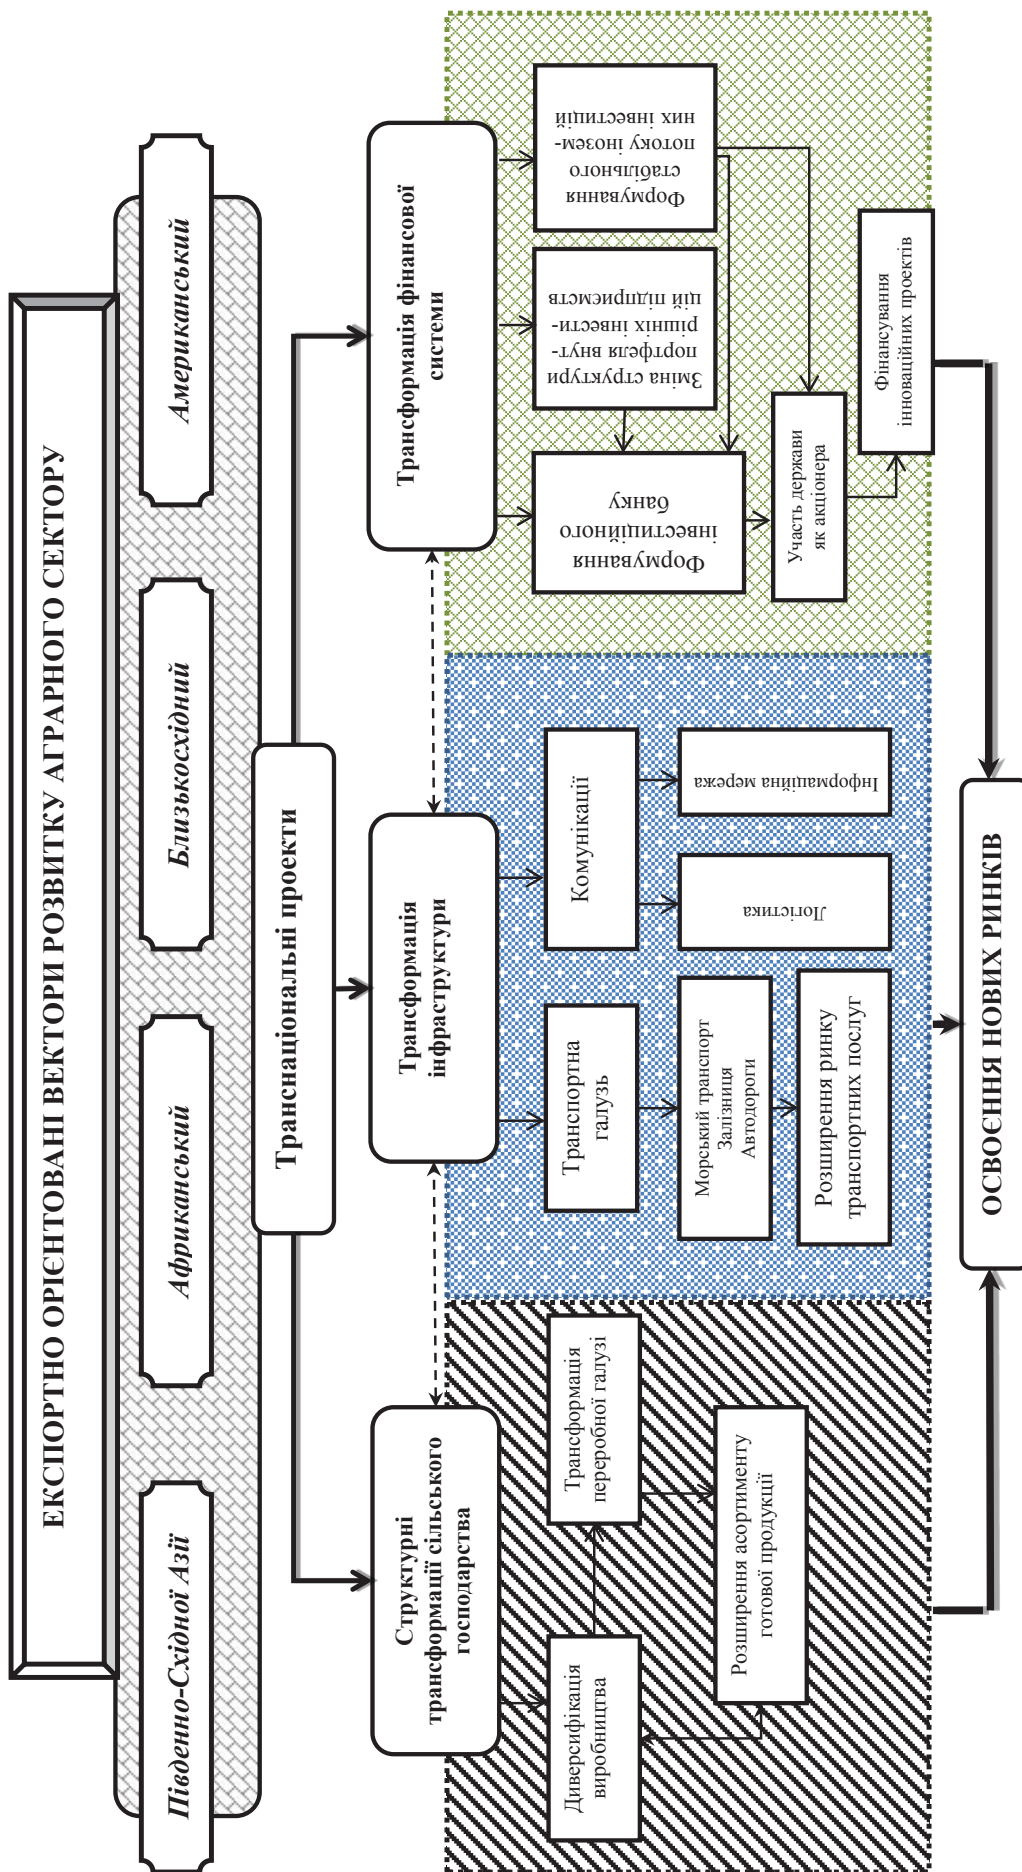 ЕКСПОРТНО ОРІЄНТОВАНІ ВЕКТОРИ РОЗВИТКУ АГРАРНОГО СЕКТОРУ
Південно-Східної Азії
Африканський
Близькосхідний
Американський
Транснаціональні проекти
Структурні
трансформації сільського
господарства
Трансформація
інфраструктури
Трансформація фінансової
системи
Диверсифікація
виробництва
Трансформація
переробної галузі
Розширення асортименту
готової продукції
Транспортна
галузь
Комунікації
Морський транспорт
Залізниця
Автодороги
Логістика
Інформаційна мережа
Розширення ринку
транспортних послуг
Формування
інвестиційного
банку
Зміна структури
портфеля внут-
рішніх інвести-
цій підприємств
Формування
стабільного
потоку інозем-
них інвестицій
Участь держави
як акціонера
Фінансування
інноваційних проектів
ОСВОЄННЯ НОВИХ РИНКІВ